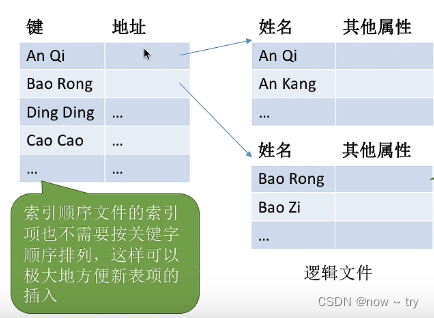 键 地址
An Qi
Bao Rong
Ding Ding ...
Cao Cao ...
... ...
姓名 其他属性
An Qi
An Kang
...
姓名 其他属性
Bao Rong
Bao Zi
...
索引顺序文件的索引
项也不需要按关键字
顺序排列，这样可以
极大地方便新表项的
插入
逻辑文件
CSDN @now ~ try